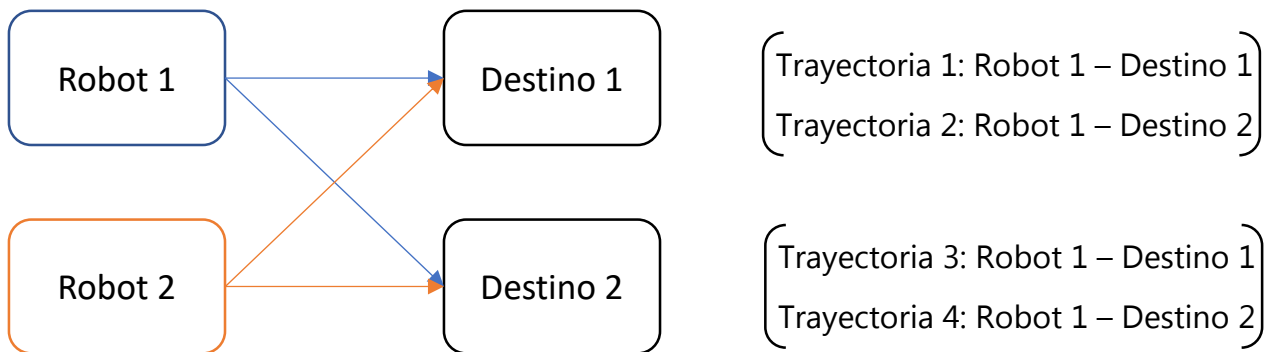 Robot 1
Destino 1
Trayectoria 1: Robot 1 – Destino 1
Trayectoria 2: Robot 1 – Destino 2
Robot 2
Destino 2
Trayectoria 3: Robot 1 – Destino 1
Trayectoria 4: Robot 1 – Destino 2